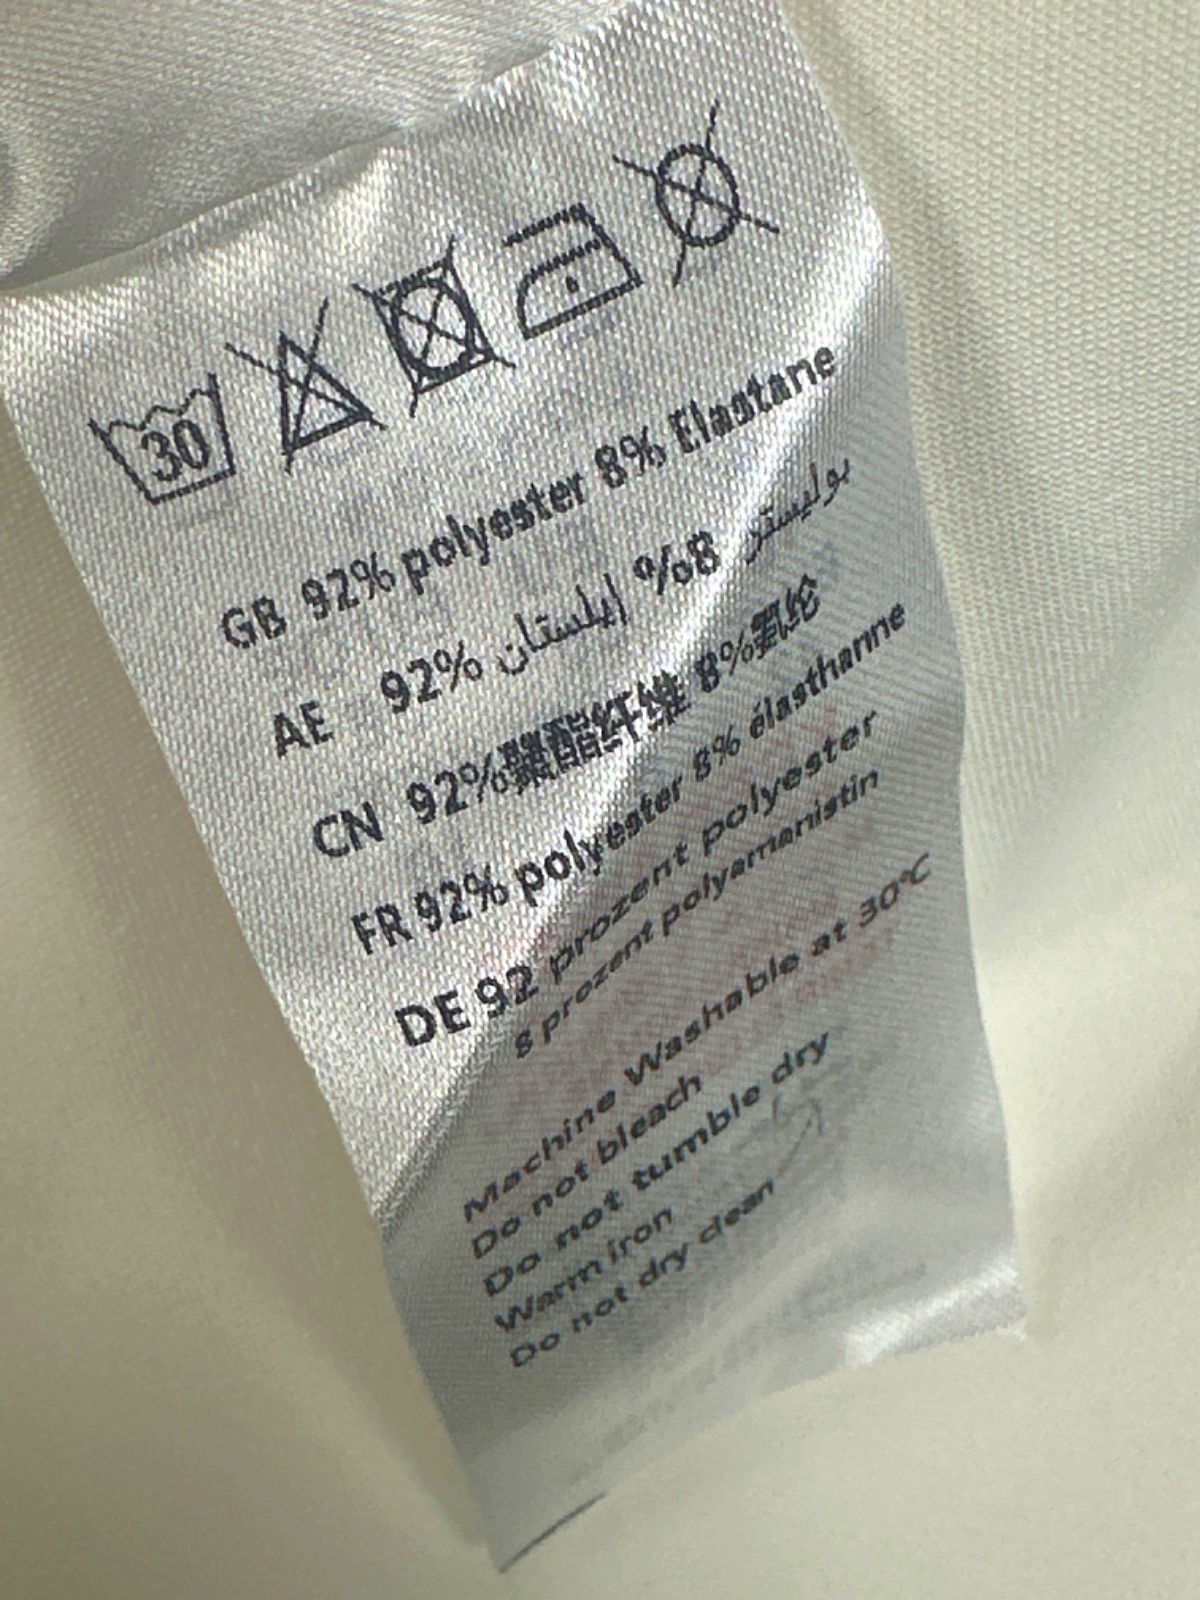 30
GB 92% polyester 8% Elastane
AE 92% إيلستان %8 بوليستر
CN 92%聚酯纤维 8%氨纶
FR 92% polyester 8% élasthanne
DE 92 prozent polyester
8 prozent polyamanistin
Machine Washable at 30°C
Do not bleach
Do not tumble dry
Warm iron
Do not dry clean